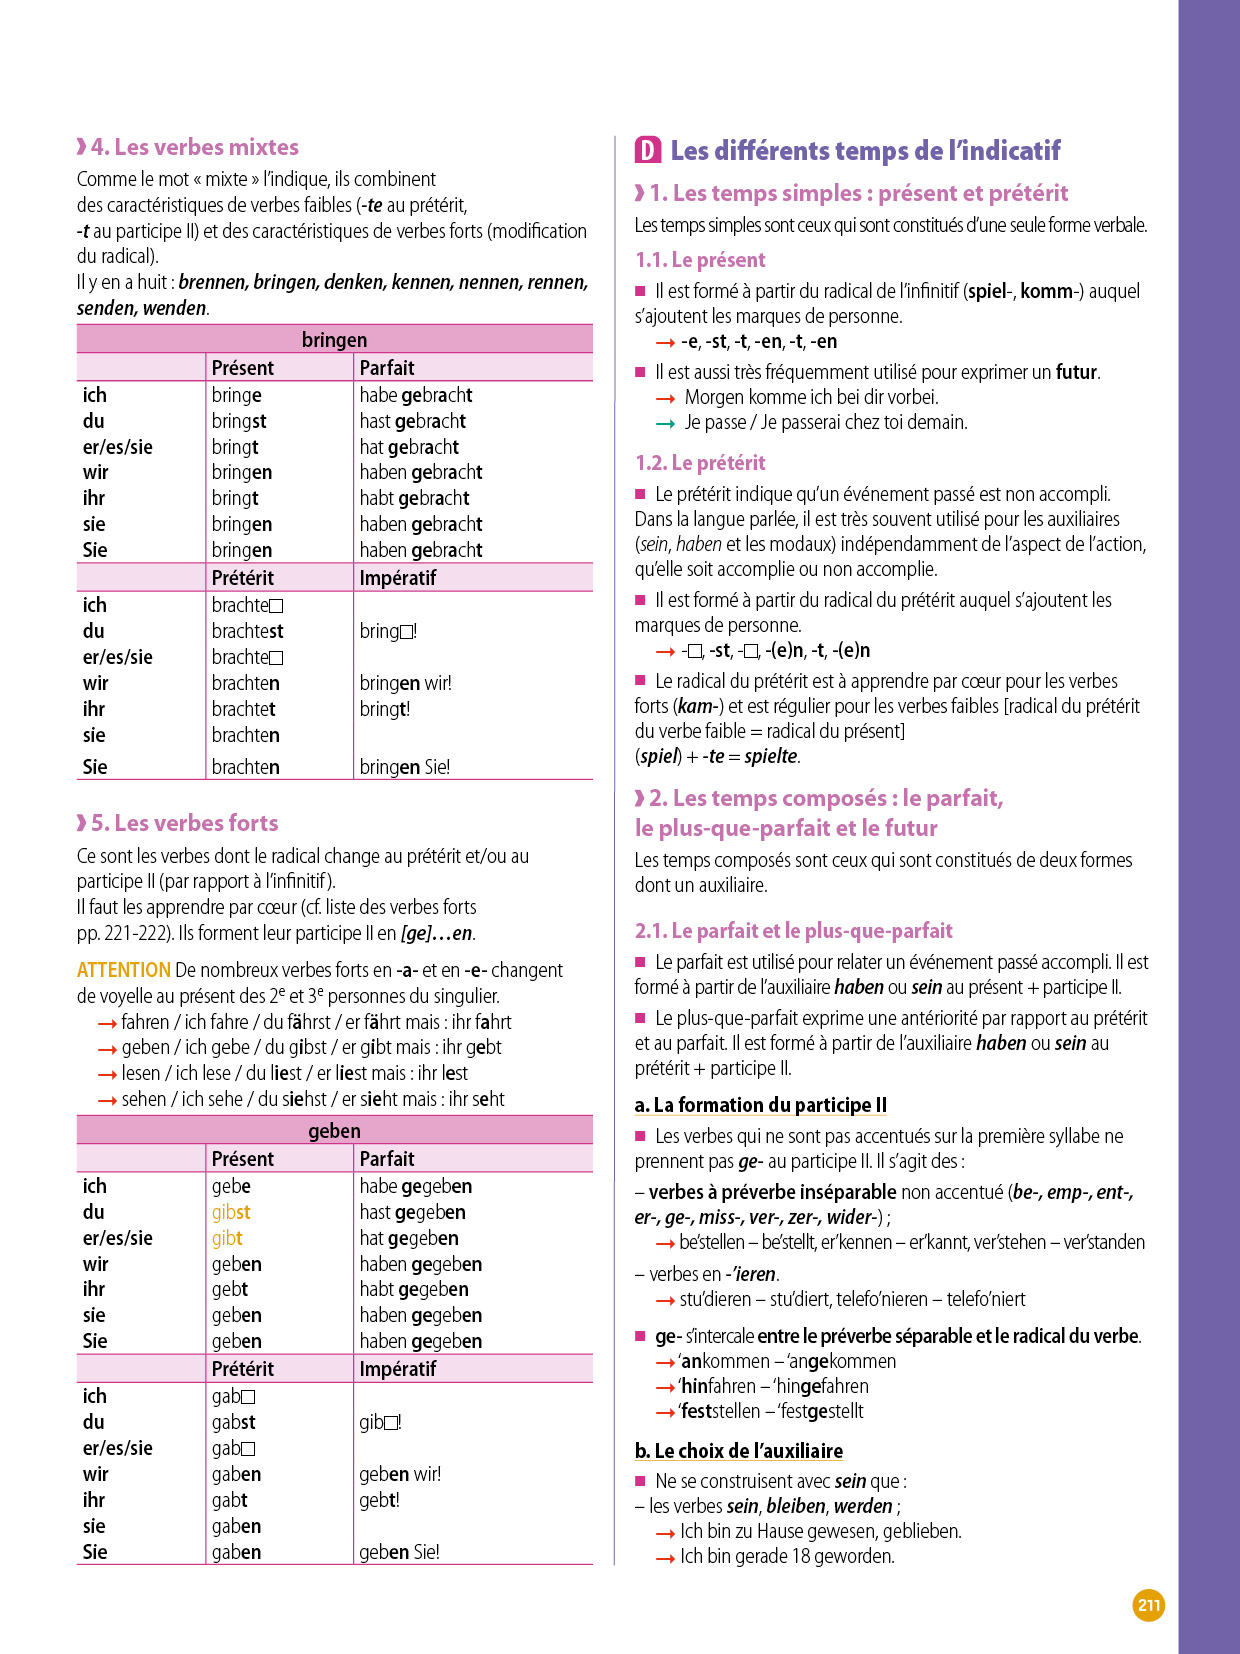 4. Les verbes mixtes
Comme le mot « mixte » l’indique, ils combinent
des caractéristiques de verbes faibles (-te au prétérit,
-t au participe II) et des caractéristiques de verbes forts (modification
du radical).
Il y en a huit : brennen, bringen, denken, kennen, nennen, rennen,
senden, wenden.
bringen
Présent Parfait
ich bringe habe gebracht
du bringst hast gebracht
er/es/sie bringt hat gebracht
wir bringen haben gebracht
ihr bringt habt gebracht
sie bringen haben gebracht
Sie bringen haben gebracht
Prétérit Impératif
ich brachte□
du brachtest bring□!
er/es/sie brachte□
wir brachten bringen wir!
ihr brachtet bringt!
sie brachten
Sie brachten bringen Sie!
5. Les verbes forts
Ce sont les verbes dont le radical change au prétérit et/ou au
participe II (par rapport à l’infinitif).
Il faut les apprendre par cœur (cf. liste des verbes forts
pp. 221-222). Ils forment leur participe II en [ge]…en.
ATTENTION De nombreux verbes forts en -a- et en -e- changent
de voyelle au présent des 2e et 3e personnes du singulier.
→ fahren / ich fahre / du fährst / er fährt mais : ihr fahrt
→ geben / ich gebe / du gibst / er gibt mais : ihr gebt
→ lesen / ich lese / du liest / er liest mais : ihr lest
→ sehen / ich sehe / du siehst / er sieht mais : ihr seht
geben
Présent Parfait
ich gebe habe gegeben
du gibst hast gegeben
er/es/sie gibt hat gegeben
wir geben haben gegeben
ihr gebt habt gegeben
sie geben haben gegeben
Sie geben haben gegeben
Prétérit Impératif
ich gab□
du gabst gib□!
er/es/sie gab□
wir gaben geben wir!
ihr gabt gebt!
sie gaben
Sie gaben geben Sie!
D Les différents temps de l’indicatif
1. Les temps simples : présent et prétérit
Les temps simples sont ceux qui sont constitués d’une seule forme verbale.
1.1. Le présent
■ Il est formé à partir du radical de l’infinitif (spiel-, komm-) auquel
s’ajoutent les marques de personne.
→ -e, -st, -t, -en, -t, -en
■ Il est aussi très fréquemment utilisé pour exprimer un futur.
→ Morgen komme ich bei dir vorbei.
→ Je passe / Je passerai chez toi demain.
1.2. Le prétérit
■ Le prétérit indique qu’un événement passé est non accompli.
Dans la langue parlée, il est très souvent utilisé pour les auxiliaires
(sein, haben et les modaux) indépendamment de l’aspect de l’action,
qu’elle soit accomplie ou non accomplie.
■ Il est formé à partir du radical du prétérit auquel s’ajoutent les
marques de personne.
→ -□, -st, -□, -(e)n, -t, -(e)n
■ Le radical du prétérit est à apprendre par cœur pour les verbes
forts (kam-) et est régulier pour les verbes faibles [radical du prétérit
du verbe faible = radical du présent]
(spiel) + -te = spielte.
2. Les temps composés : le parfait,
le plus-que-parfait et le futur
Les temps composés sont ceux qui sont constitués de deux formes
dont un auxiliaire.
2.1. Le parfait et le plus-que-parfait
■ Le parfait est utilisé pour relater un événement passé accompli. Il est
formé à partir de l’auxiliaire haben ou sein au présent + participe II.
■ Le plus-que-parfait exprime une antériorité par rapport au prétérit
et au parfait. Il est formé à partir de l’auxiliaire haben ou sein au
prétérit + participe II.
a. La formation du participe II
■ Les verbes qui ne sont pas accentués sur la première syllabe ne
prennent pas ge- au participe II. Il s’agit des :
– verbes à préverbe inséparable non accentué (be-, emp-, ent-,
er-, ge-, miss-, ver-, zer-, wider-) ;
→ be’stellen – be’stellt, er’kennen – er’kannt, ver’stehen – ver’standen
– verbes en -’ieren.
→ stu’dieren – stu’diert, telefo’nieren – telefo’niert
■ ge- s’intercale entre le préverbe séparable et le radical du verbe.
→ ‘ankommen – ‘angekommen
→ ‘hinfahren – ‘hingefahren
→ ‘feststellen – ‘festgestellt
b. Le choix de l’auxiliaire
■ Ne se construisent avec sein que :
– les verbes sein, bleiben, werden ;
→ Ich bin zu Hause gewesen, geblieben.
→ Ich bin gerade 18 geworden.
211